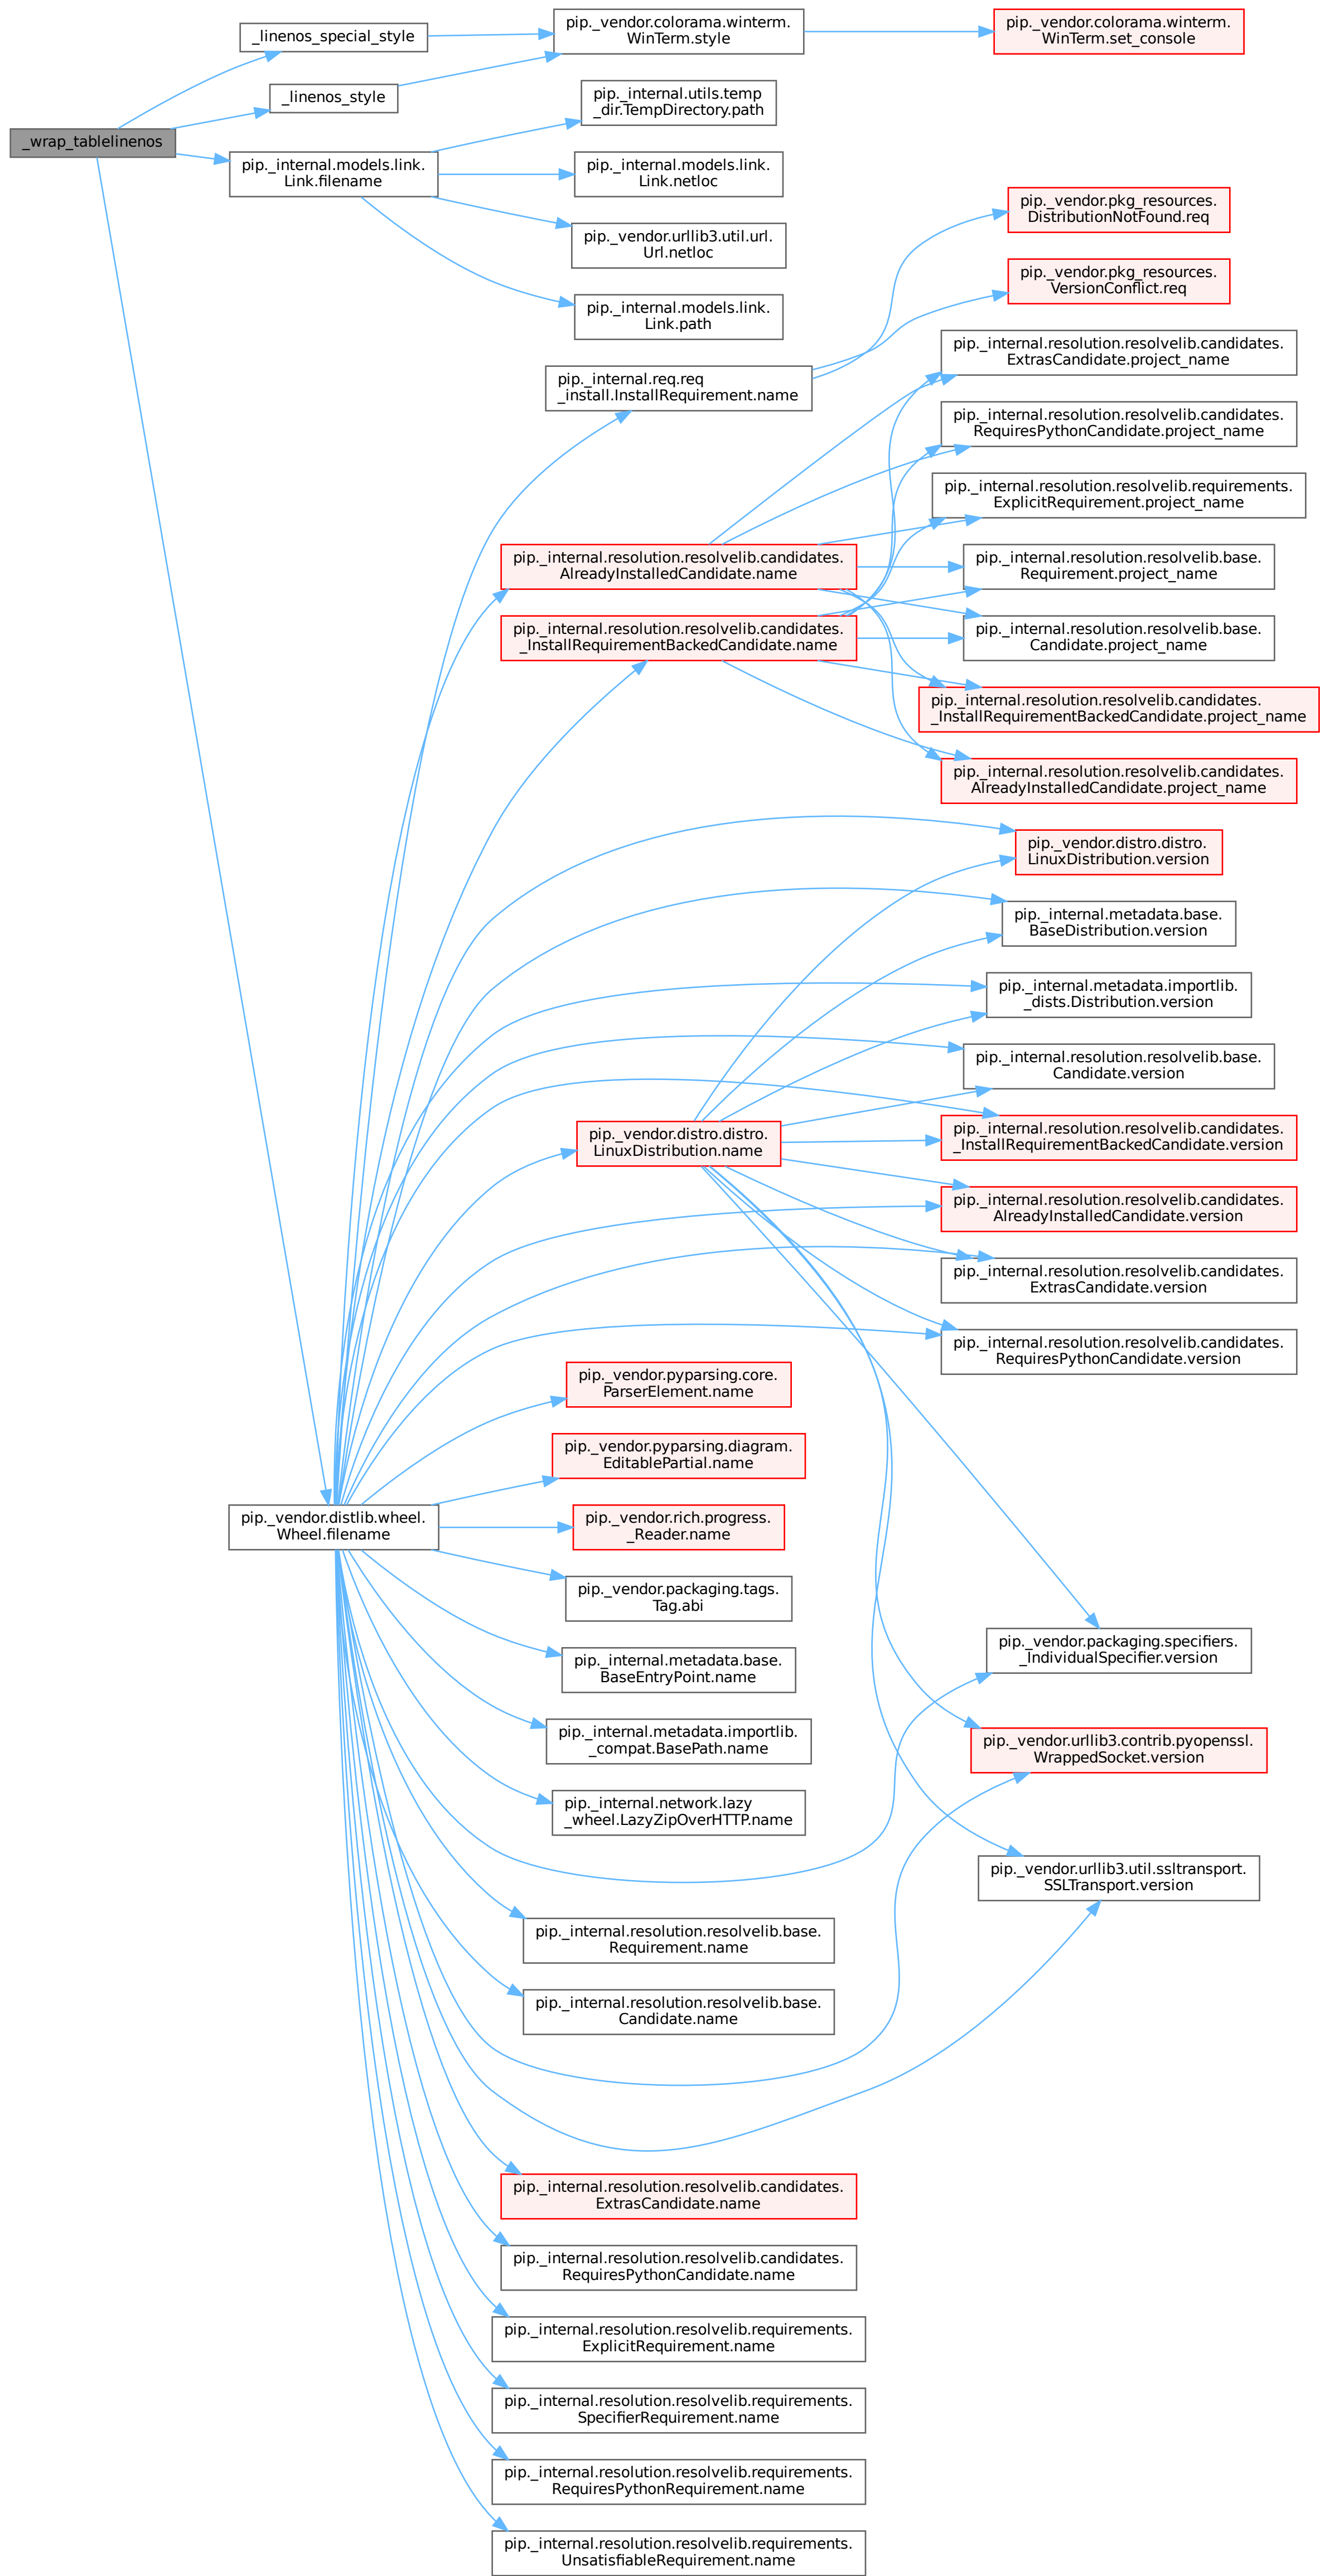 _wrap_tablelinenos
_linenos_special_style
_linenos_style
pip._internal.models.link.
Link.filename
pip._vendor.distlib.wheel.
Wheel.filename
pip._vendor.colorama.winterm.
WinTerm.style
pip._internal.utils.temp
_dir.TempDirectory.path
pip._internal.models.link.
Link.netloc
pip._vendor.urllib3.util.url.
Url.netloc
pip._internal.models.link.
Link.path
pip._internal.req.req
_install.InstallRequirement.name
pip._internal.resolution.resolvelib.candidates.
AlreadyInstalledCandidate.name
pip._internal.resolution.resolvelib.candidates.
_InstallRequirementBackedCandidate.name
pip._vendor.distro.distro.
LinuxDistribution.name
pip._vendor.pyparsing.core.
ParserElement.name
pip._vendor.pyparsing.diagram.
EditablePartial.name
pip._vendor.rich.progress.
_Reader.name
pip._vendor.packaging.tags.
Tag.abi
pip._internal.metadata.base.
BaseEntryPoint.name
pip._internal.metadata.importlib.
_compat.BasePath.name
pip._internal.network.lazy
_wheel.LazyZipOverHTTP.name
pip._internal.resolution.resolvelib.base.
Requirement.name
pip._internal.resolution.resolvelib.base.
Candidate.name
pip._internal.resolution.resolvelib.candidates.
ExtrasCandidate.name
pip._internal.resolution.resolvelib.candidates.
RequiresPythonCandidate.name
pip._internal.resolution.resolvelib.requirements.
ExplicitRequirement.name
pip._internal.resolution.resolvelib.requirements.
SpecifierRequirement.name
pip._internal.resolution.resolvelib.requirements.
RequiresPythonRequirement.name
pip._internal.resolution.resolvelib.requirements.
UnsatisfiableRequirement.name
pip._vendor.colorama.winterm.
WinTerm.set_console
pip._vendor.pkg_resources.
DistributionNotFound.req
pip._vendor.pkg_resources.
VersionConflict.req
pip._internal.resolution.resolvelib.candidates.
ExtrasCandidate.project_name
pip._internal.resolution.resolvelib.candidates.
RequiresPythonCandidate.project_name
pip._internal.resolution.resolvelib.requirements.
ExplicitRequirement.project_name
pip._internal.resolution.resolvelib.base.
Requirement.project_name
pip._internal.resolution.resolvelib.base.
Candidate.project_name
pip._internal.resolution.resolvelib.candidates.
_InstallRequirementBackedCandidate.project_name
pip._internal.resolution.resolvelib.candidates.
AlreadyInstalledCandidate.project_name
pip._vendor.distro.distro.
LinuxDistribution.version
pip._internal.metadata.base.
BaseDistribution.version
pip._internal.metadata.importlib.
_dists.Distribution.version
pip._internal.resolution.resolvelib.base.
Candidate.version
pip._internal.resolution.resolvelib.candidates.
_InstallRequirementBackedCandidate.version
pip._internal.resolution.resolvelib.candidates.
AlreadyInstalledCandidate.version
pip._internal.resolution.resolvelib.candidates.
ExtrasCandidate.version
pip._internal.resolution.resolvelib.candidates.
RequiresPythonCandidate.version
pip._vendor.packaging.specifiers.
_IndividualSpecifier.version
pip._vendor.urllib3.contrib.pyopenssl.
WrappedSocket.version
pip._vendor.urllib3.util.ssltransport.
SSLTransport.version